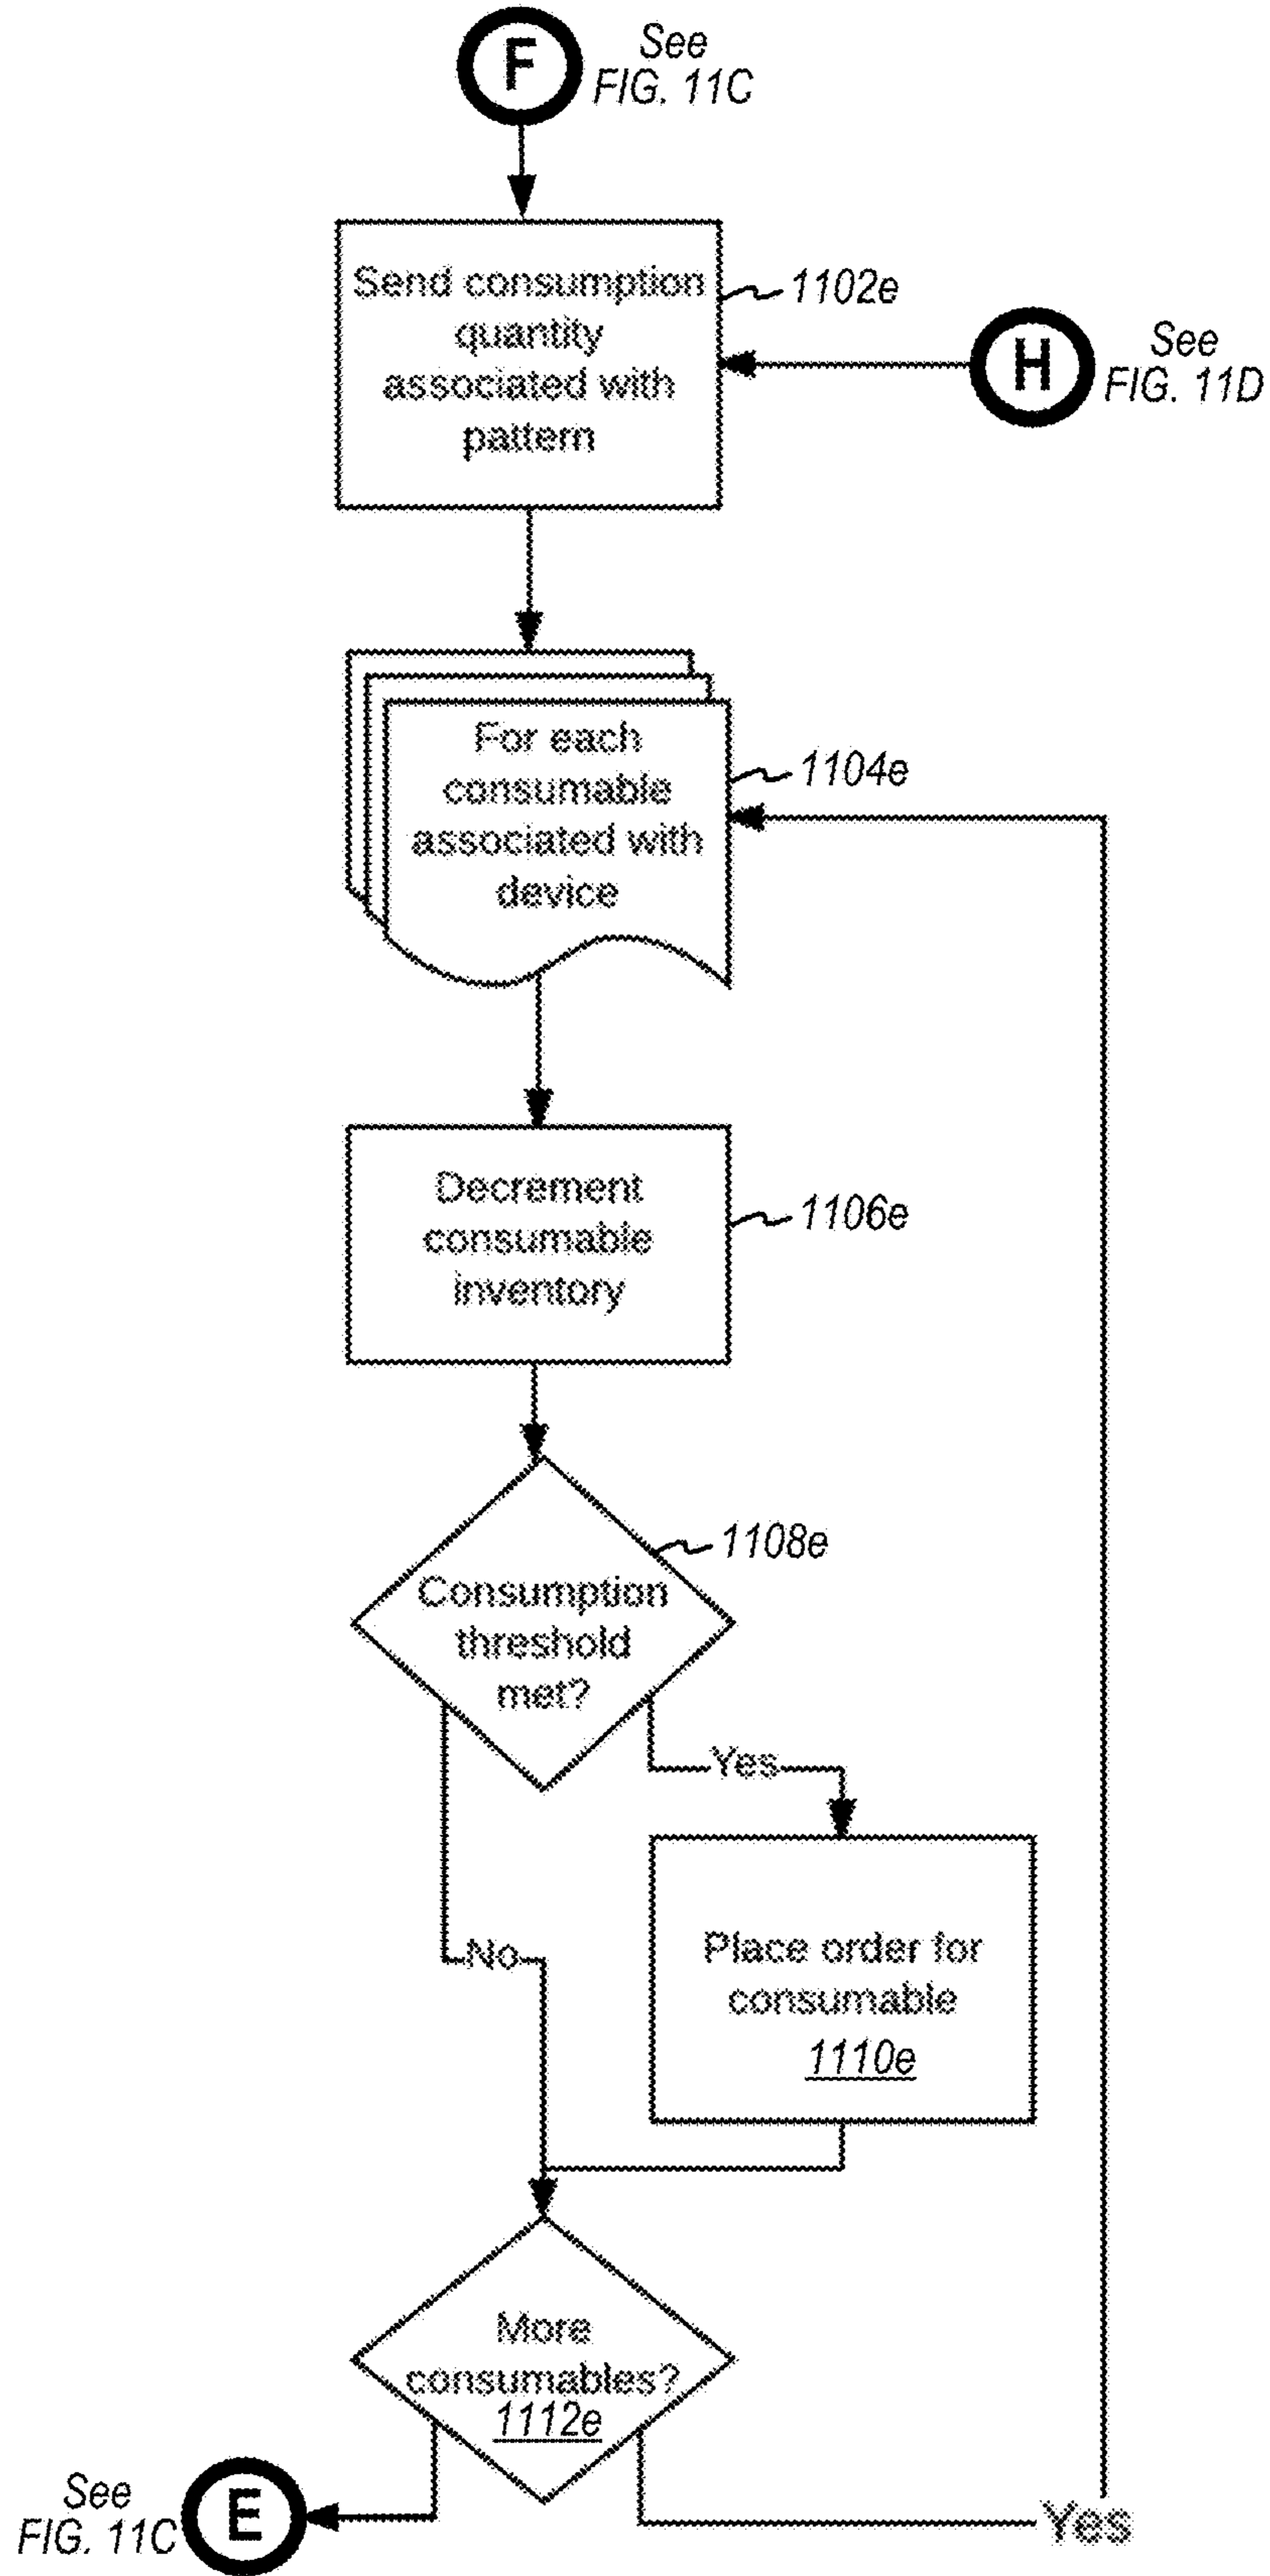 F
See
FIG. 11C
Send consumption
quantity
associated with
pattern
1102e
H
See
FIG. 11D
For each
consumable
associated with
device
1104e
Decrement
consumable
inventory
1106e
1108e
Consumption
threshold
met?
Yes
No
Place order for
consumable
1110e
More
consumables?
1112e
See
FIG. 11C
E
Yes